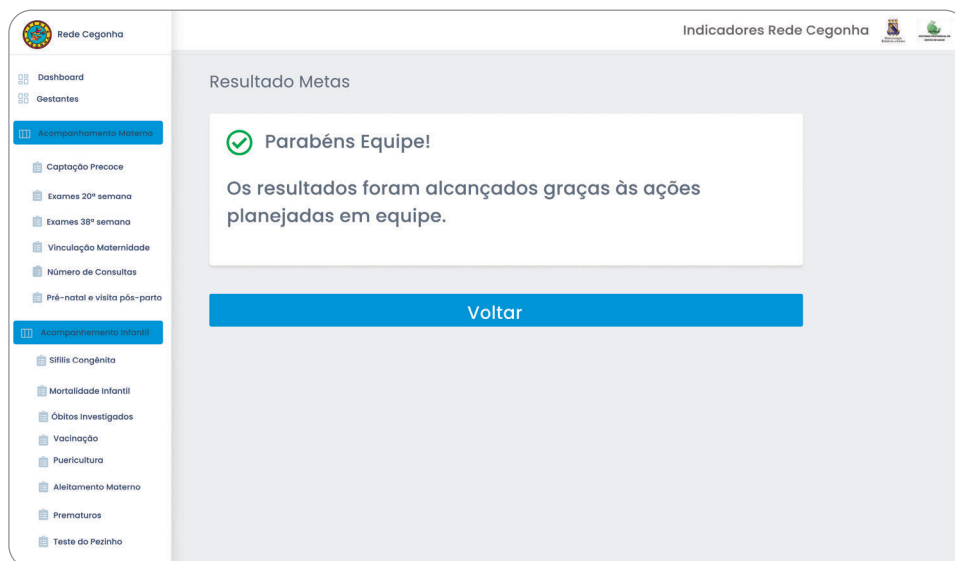 Rede Cegonha
Indicadores Rede Cegonha
Dashboard
Gestantes
Acompanhamento Materno
Captação Precoce
Exames 20ª semana
Exames 38ª semana
Vinculação Maternidade
Número de Consultas
Pré-natal e visita pós-parto
Acompanhemento Infantil
Sífilis Congênita
Mortalidade Infantil
Óbitos Investigados
Vacinação
Puericultura
Aleitamento Materno
Prematuros
Teste do Pezinho
Resultado Metas
Parabéns Equipe!
Os resultados foram alcançados graças às ações
planejadas em equipe.
Voltar